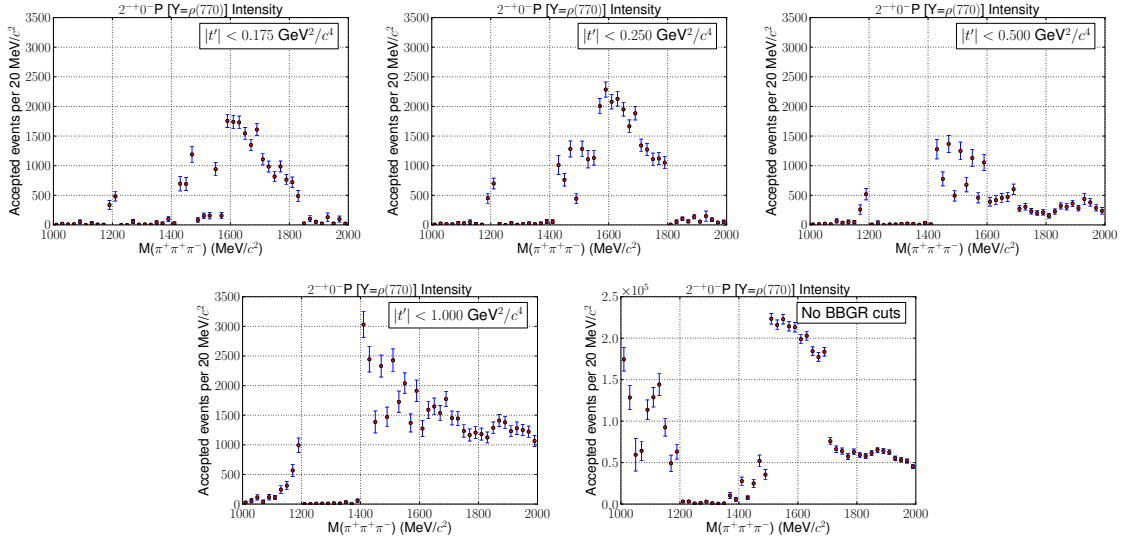 2⁻⁺0⁻P [Y=ρ(770)] Intensity
|t′| < 0.175 GeV²/c⁴
Accepted events per 20 MeV/c²
3500
3000
2500
2000
1500
1000
500
0
1000 1200 1400 1600 1800 2000
M(π⁺π⁺π⁻) (MeV/c²)
2⁻⁺0⁻P [Y=ρ(770)] Intensity
|t′| < 0.250 GeV²/c⁴
Accepted events per 20 MeV/c²
3500
3000
2500
2000
1500
1000
500
0
1000 1200 1400 1600 1800 2000
M(π⁺π⁺π⁻) (MeV/c²)
2⁻⁺0⁻P [Y=ρ(770)] Intensity
|t′| < 0.500 GeV²/c⁴
Accepted events per 20 MeV/c²
3500
3000
2500
2000
1500
1000
500
0
1000 1200 1400 1600 1800 2000
M(π⁺π⁺π⁻) (MeV/c²)
2⁻⁺0⁻P [Y=ρ(770)] Intensity
|t′| < 1.000 GeV²/c⁴
Accepted events per 20 MeV/c²
3500
3000
2500
2000
1500
1000
500
0
1000 1200 1400 1600 1800 2000
M(π⁺π⁺π⁻) (MeV/c²)
2⁻⁺0⁻P [Y=ρ(770)] Intensity
×10⁵
No BBGR cuts
Accepted events per 20 MeV/c²
2.5
2.0
1.5
1.0
0.5
0.0
1000 1200 1400 1600 1800 2000
M(π⁺π⁺π⁻) (MeV/c²)